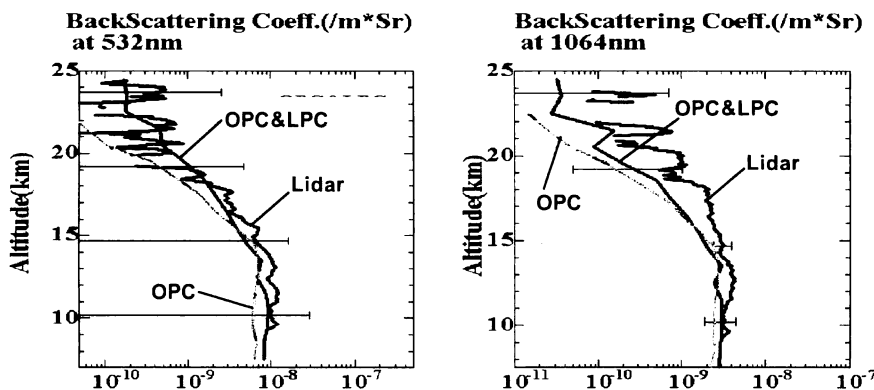 BackScattering Coeff.(/m*Sr)
at 532nm
25
20
15
10
Altitude(km)
OPC&LPC
Lidar
OPC
10^-10
10^-9
10^-8
10^-7
BackScattering Coeff.(/m*Sr)
at 1064nm
25
20
15
10
Altitude(km)
OPC&LPC
OPC
Lidar
10^-11
10^-10
10^-9
10^-8
10^-7